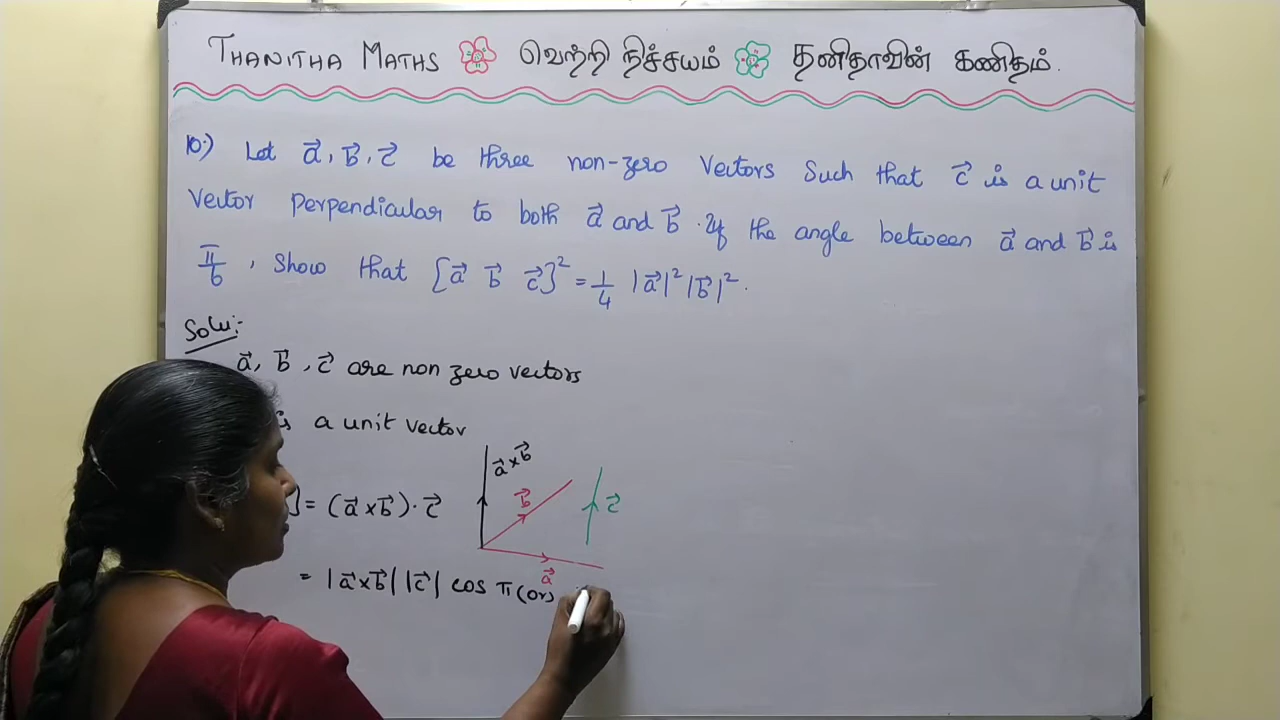 THANITHA MATHS வெற்றி நிச்சயம் தனிதாவின் கணிதம்.
10.) Let a⃗, b⃗, c⃗ be three non-zero vectors such that c⃗ is a unit
vector perpendicular to both a⃗ and b⃗. If the angle between a⃗ and b⃗ is
π/6, show that [a⃗ b⃗ c⃗]² = 1/4 |a⃗|² |b⃗|².
Solu:-
a⃗, b⃗, c⃗ are non zero vectors
is a unit vector
] = (a⃗ × b⃗) · c⃗
= |a⃗ × b⃗| |c⃗| cos π (or)
a⃗ × b⃗
b⃗
c⃗
a⃗